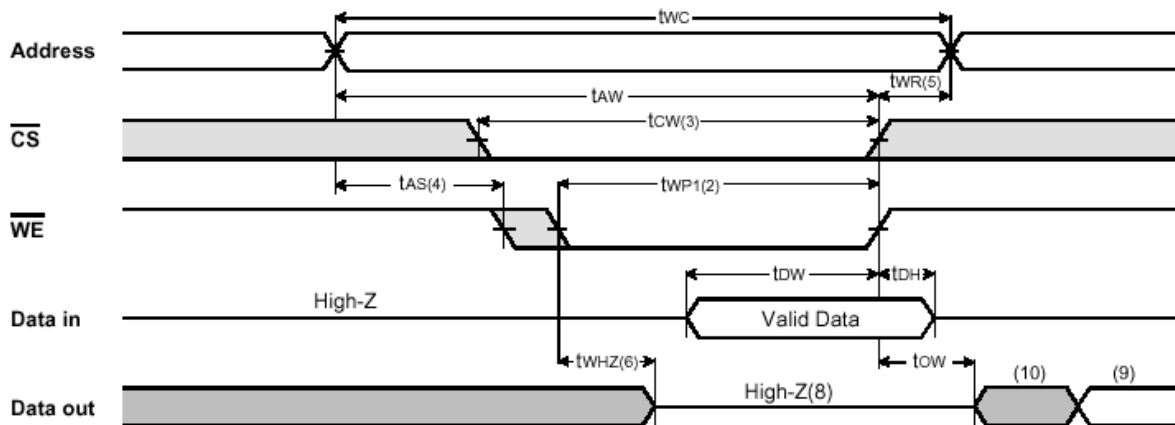 tWC
Address
tWR(5)
tAW
tCW(3)
CS
tAS(4)
tWP1(2)
WE
tDW
tDH
High-Z
Data in
Valid Data
tWHZ(6)
tOW
High-Z(8)
(10)
(9)
Data out